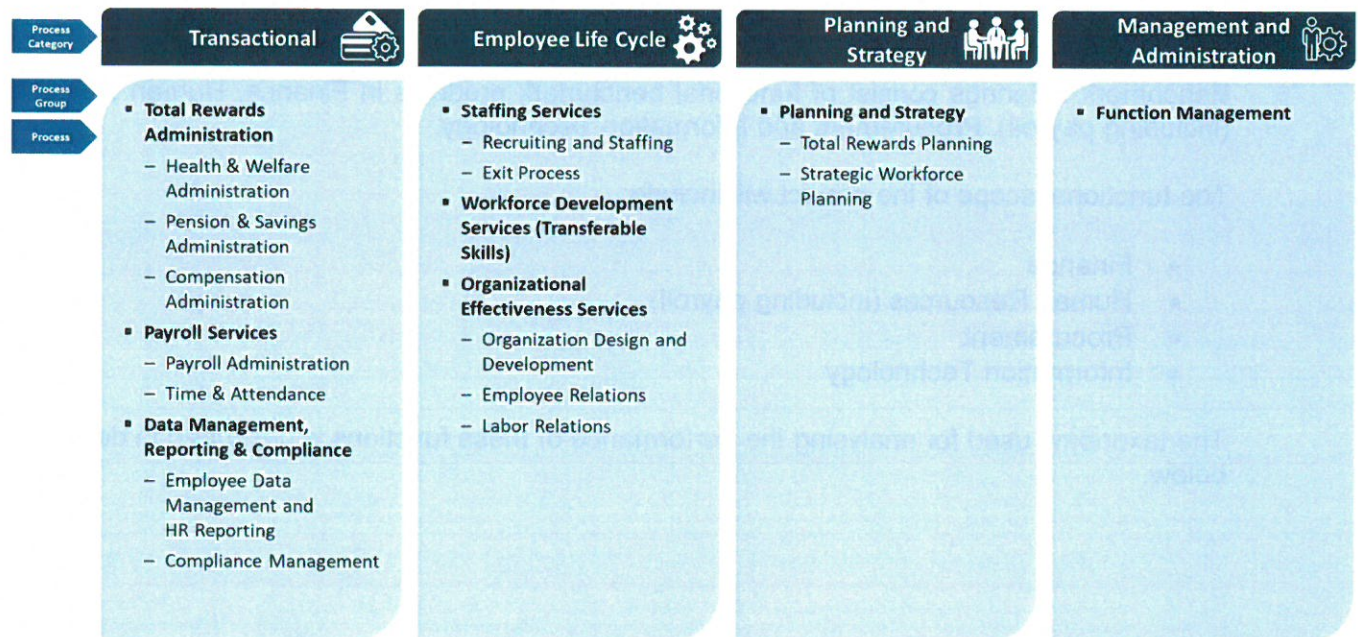 Process
Category
Transactional
Employee Life Cycle
Planning and
Strategy
Management and
Administration
Process
Group
Process
▪ Total Rewards
Administration
– Health & Welfare
Administration
– Pension & Savings
Administration
– Compensation
Administration
▪ Payroll Services
– Payroll Administration
– Time & Attendance
▪ Data Management,
Reporting & Compliance
– Employee Data
Management and
HR Reporting
– Compliance Management
▪ Staffing Services
– Recruiting and Staffing
– Exit Process
▪ Workforce Development
Services (Transferable
Skills)
▪ Organizational
Effectiveness Services
– Organization Design and
Development
– Employee Relations
– Labor Relations
▪ Planning and Strategy
– Total Rewards Planning
– Strategic Workforce
Planning
▪ Function Management